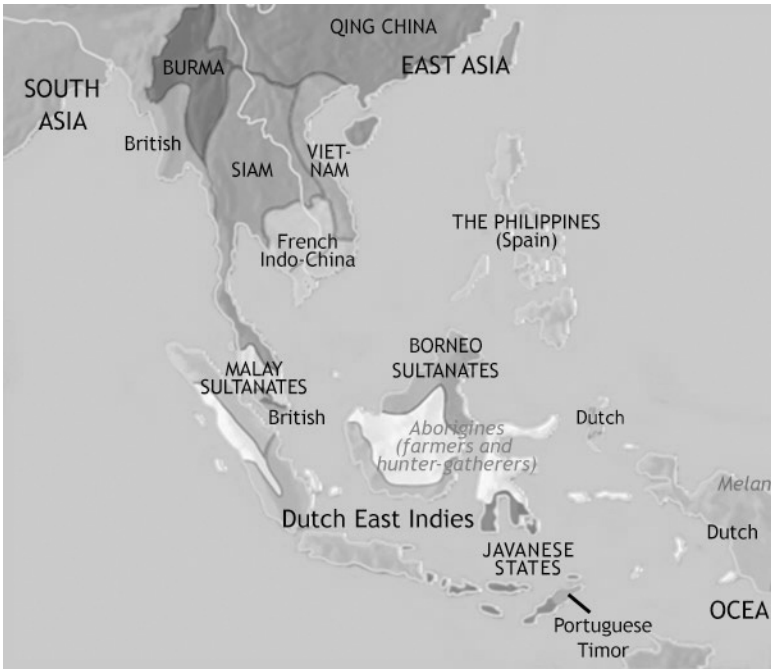 QING CHINA
EAST ASIA
BURMA
SOUTH
ASIA
British
SIAM
VIET-
NAM
THE PHILIPPINES
(Spain)
French
Indo-China
BORNEO
SULTANATES
MALAY
SULTANATES
British
Dutch
Aborigines
(farmers and
hunter-gatherers)
Melan
Dutch East Indies
Dutch
JAVANESE
STATES
OCEA
Portuguese
Timor